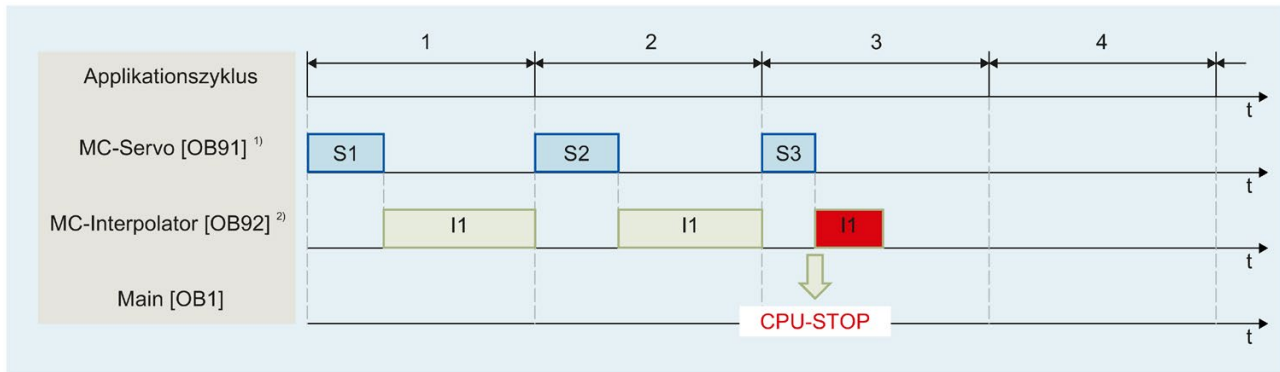 1 2 3 4
Applikationszyklus
t
MC-Servo [OB91] 1)
S1 S2 S3
t
MC-Interpolator [OB92] 2)
I1 I1 I1
t
Main [OB1]
CPU-STOP
t